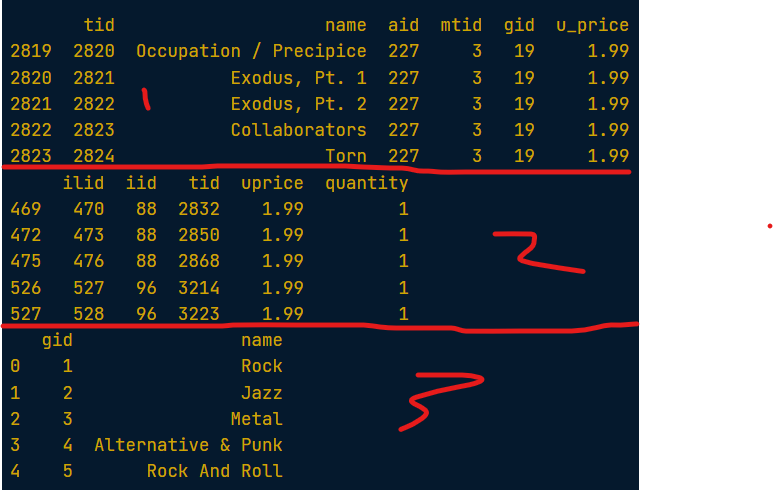 tid name aid mtid gid u_price
2819 2820 Occupation / Precipice 227 3 19 1.99
2820 2821 Exodus, Pt. 1 227 3 19 1.99
2821 2822 Exodus, Pt. 2 227 3 19 1.99
2822 2823 Collaborators 227 3 19 1.99
2823 2824 Torn 227 3 19 1.99
1
ilid iid tid uprice quantity
469 470 88 2832 1.99 1
472 473 88 2850 1.99 1
475 476 88 2868 1.99 1
526 527 96 3214 1.99 1
527 528 96 3223 1.99 1
2
gid name
0 1 Rock
1 2 Jazz
2 3 Metal
3 4 Alternative & Punk
4 5 Rock And Roll
3